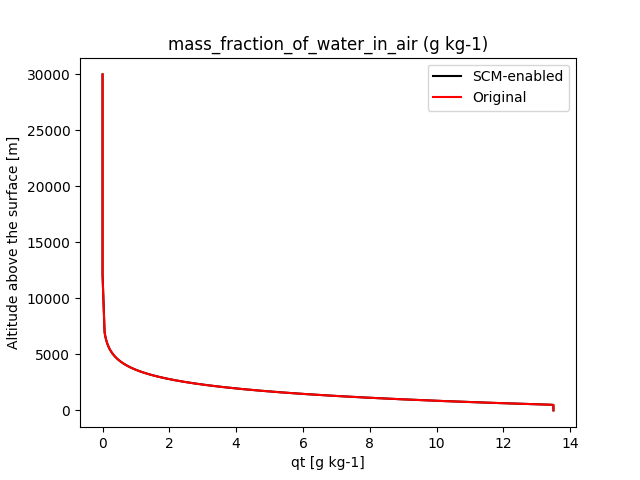 mass_fraction_of_water_in_air (g kg-1)
SCM-enabled
Original
Altitude above the surface [m]
30000
25000
20000
15000
10000
5000
0
0 2 4 6 8 10 12 14
qt [g kg-1]